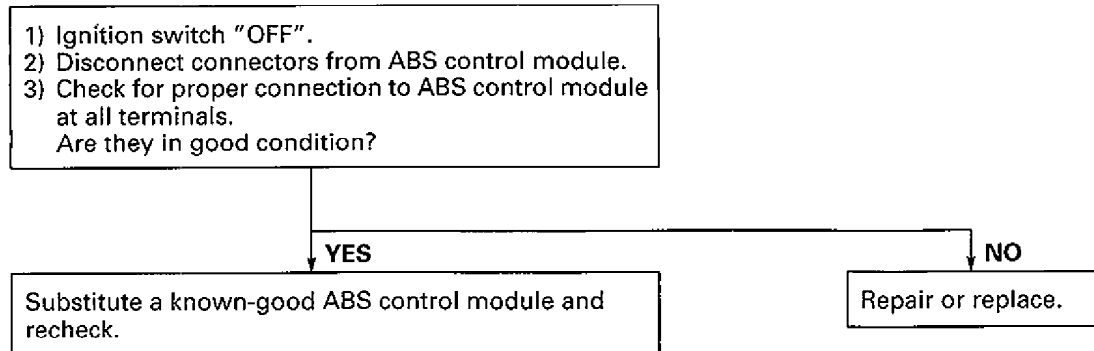 1) Ignition switch "OFF".
2) Disconnect connectors from ABS control module.
3) Check for proper connection to ABS control module
at all terminals.
Are they in good condition?
YES
NO
Substitute a known-good ABS control module and
recheck.
Repair or replace.